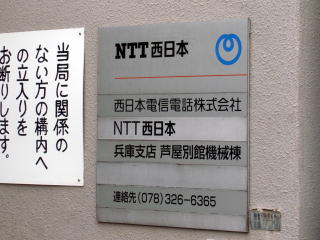 当局に関係の
ない方の構内へ
の立入りを
お断りします。
NTT西日本
西日本電信電話株式会社
NTT西日本
兵庫支店 芦屋別館機械棟
連絡先(078)326-6365